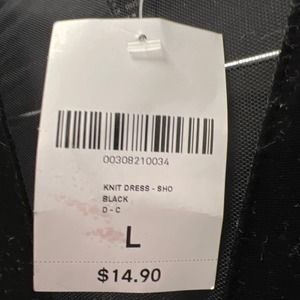 00308210034
KNIT DRESS - SHO
BLACK
D - C
L
$14.90